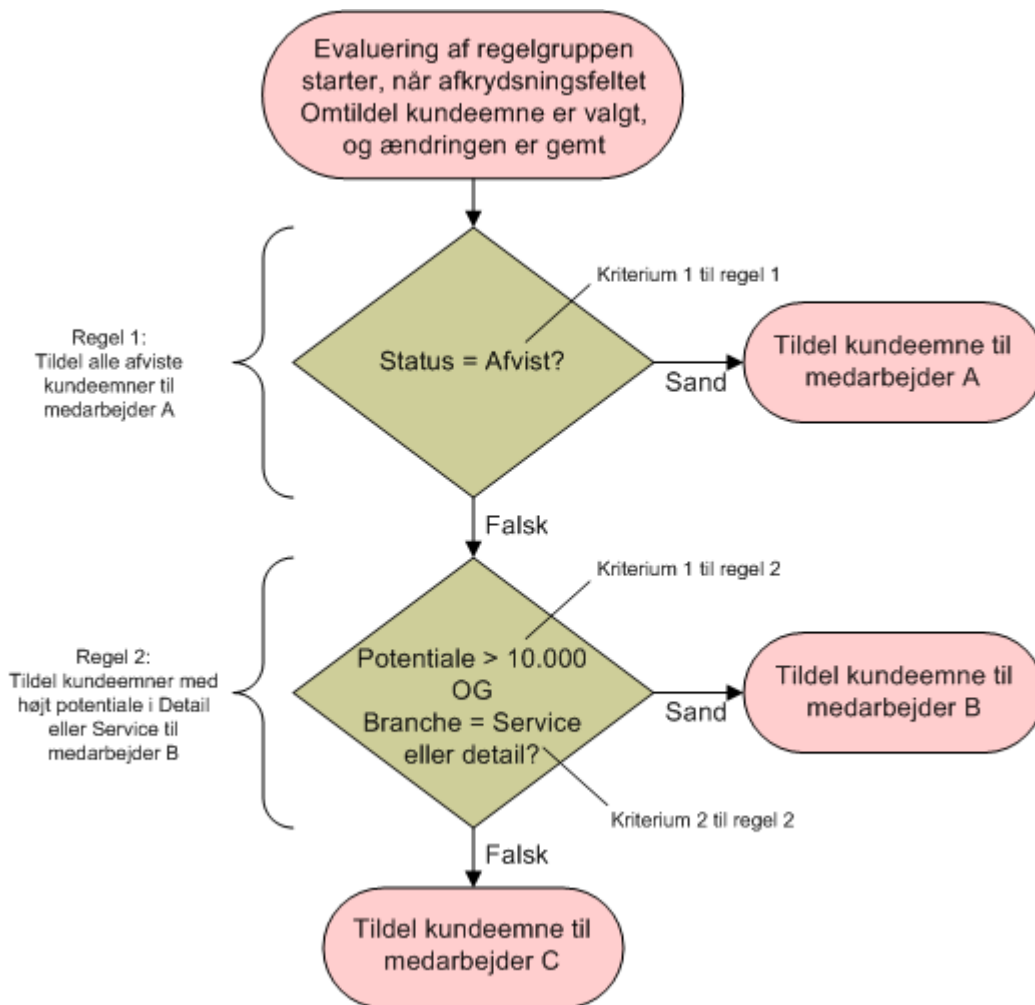 Evaluering af regelgruppen
starter, når afkrydsningsfeltet
Omtildel kundeemne er valgt,
og ændringen er gemt
Kriterium 1 til regel 1
Regel 1:
Tildel alle afviste
kundeemner til
medarbejder A
Status = Afvist?
Sand
Tildel kundeemne til
medarbejder A
Falsk
Kriterium 1 til regel 2
Regel 2:
Tildel kundeemner med
højt potentiale i Detail
eller Service til
medarbejder B
Potentiale > 10.000
OG
Branche = Service
eller detail?
Sand
Tildel kundeemne til
medarbejder B
Kriterium 2 til regel 2
Falsk
Tildel kundeemne til
medarbejder C